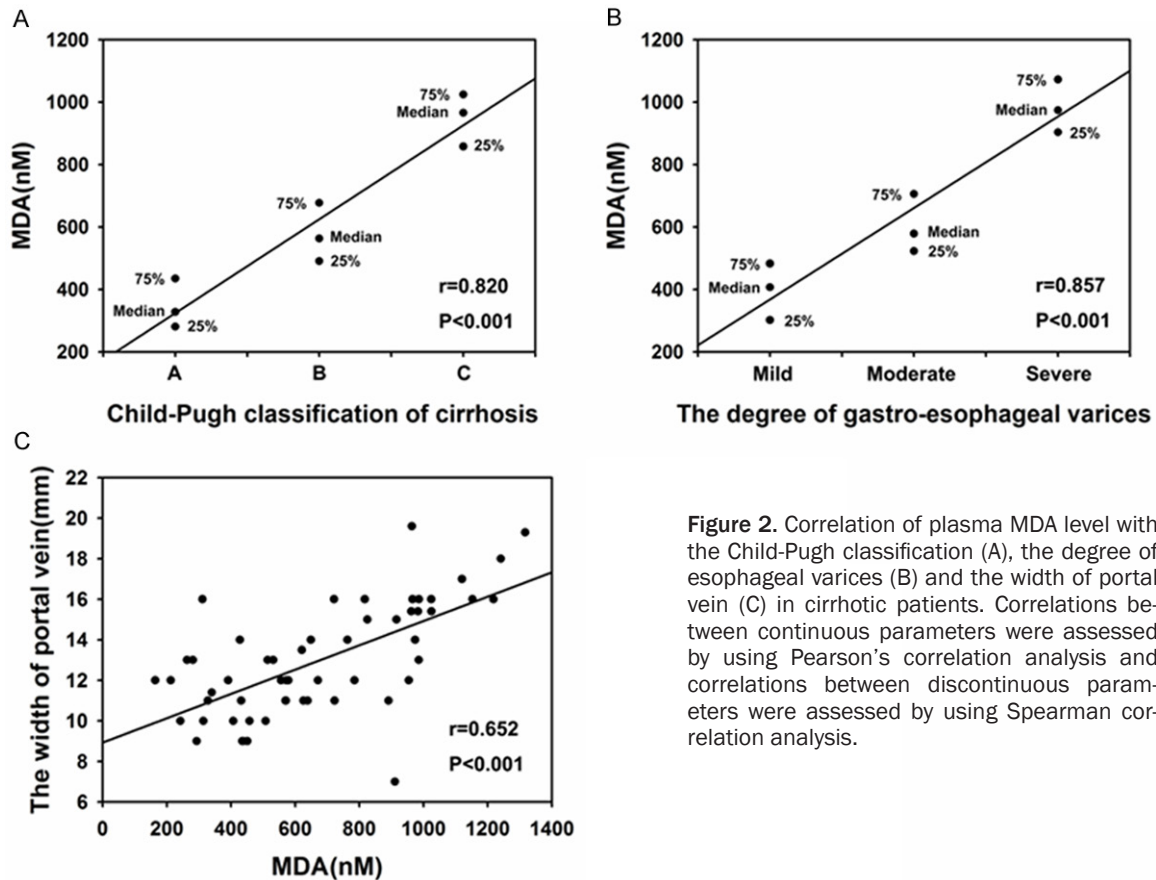 A
1200
1000
800
600
400
200
MDA(nM)
75%
Median
25%
75%
Median
25%
75%
Median
25%
r=0.820
P<0.001
A B C
Child-Pugh classification of cirrhosis
B
1200
1000
800
600
400
200
MDA(nM)
75%
Median
25%
75%
Median
25%
75%
Median
25%
r=0.857
P<0.001
Mild Moderate Severe
The degree of gastro-esophageal varices
C
22
20
18
16
14
12
10
8
6
The width of portal vein(mm)
r=0.652
P<0.001
0 200 400 600 800 1000 1200 1400
MDA(nM)
Figure 2. Correlation of plasma MDA level with
the Child-Pugh classification (A), the degree of
esophageal varices (B) and the width of portal
vein (C) in cirrhotic patients. Correlations be-
tween continuous parameters were assessed
by using Pearson's correlation analysis and
correlations between discontinuous param-
eters were assessed by using Spearman cor-
relation analysis.